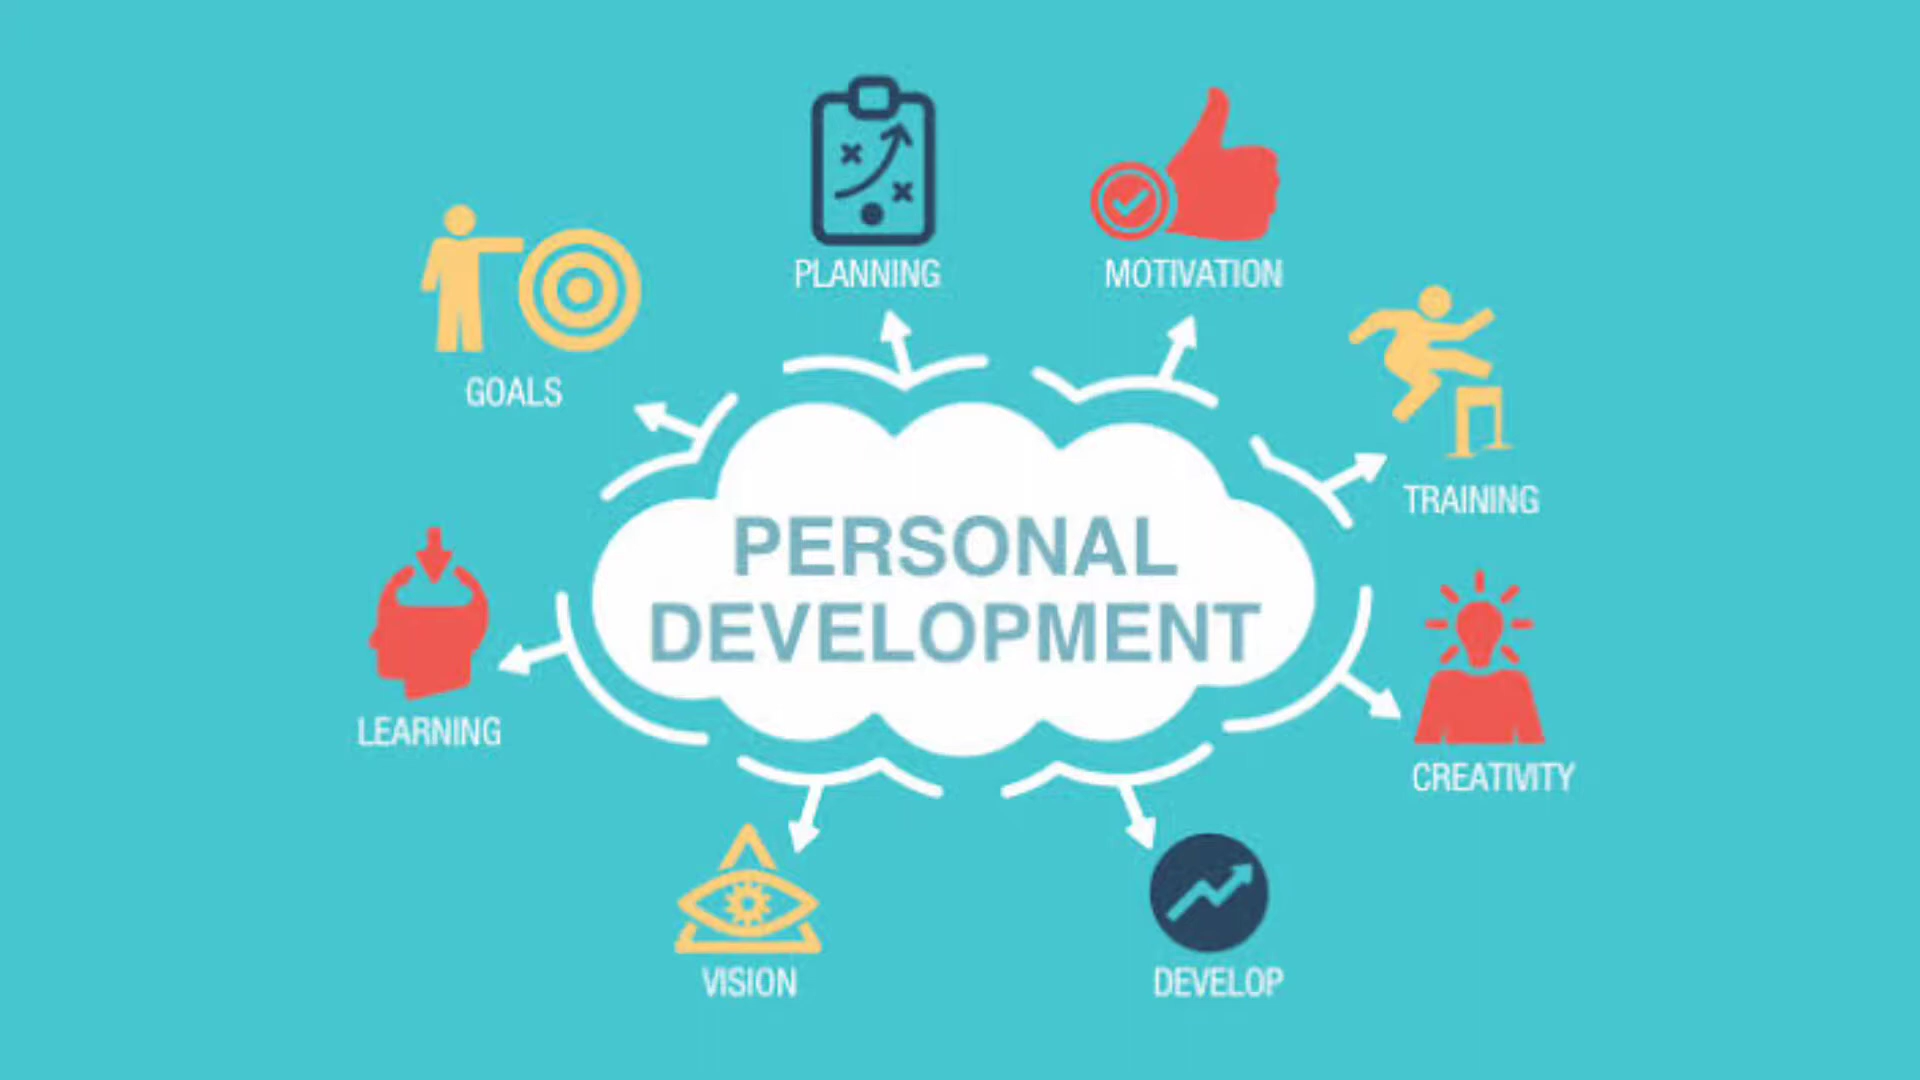 PLANNING
MOTIVATION
GOALS
TRAINING
PERSONAL
DEVELOPMENT
LEARNING
CREATIVITY
VISION
DEVELOP